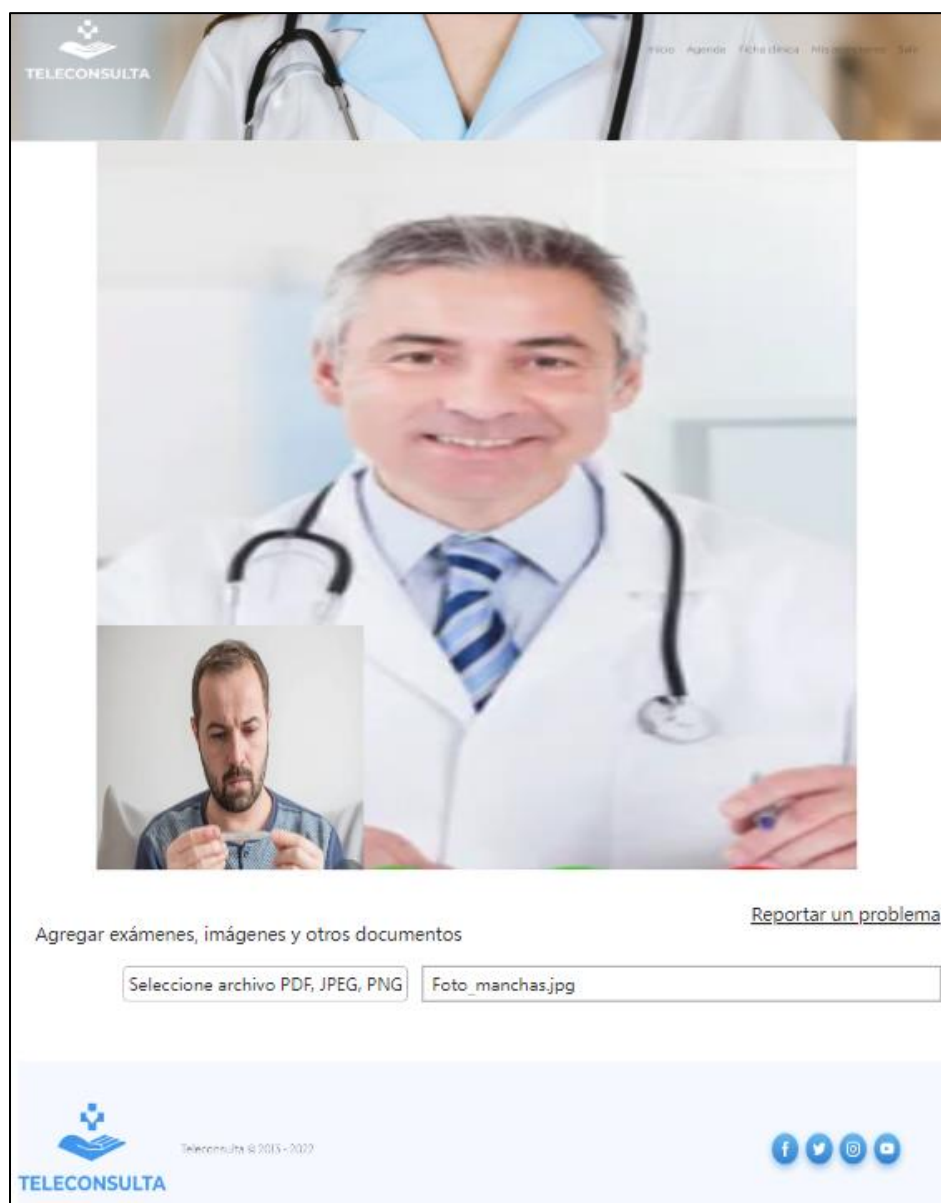 TELECONSULTA
Inicio Agenda Ficha clínica Salir
Reportar un problema
Agregar exámenes, imágenes y otros documentos
Seleccione archivo PDF, JPEG, PNG Foto_manchas.jpg
Teleconsulta © 2015 - 2022
TELECONSULTA